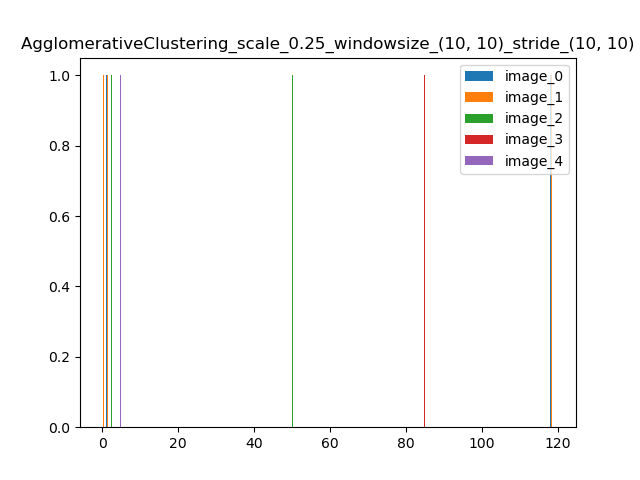 AgglomerativeClustering_scale_0.25_windowsize_(10, 10)_stride_(10, 10)
1.0
0.8
0.6
0.4
0.2
0.0
0 20 40 60 80 100 120
image_0
image_1
image_2
image_3
image_4